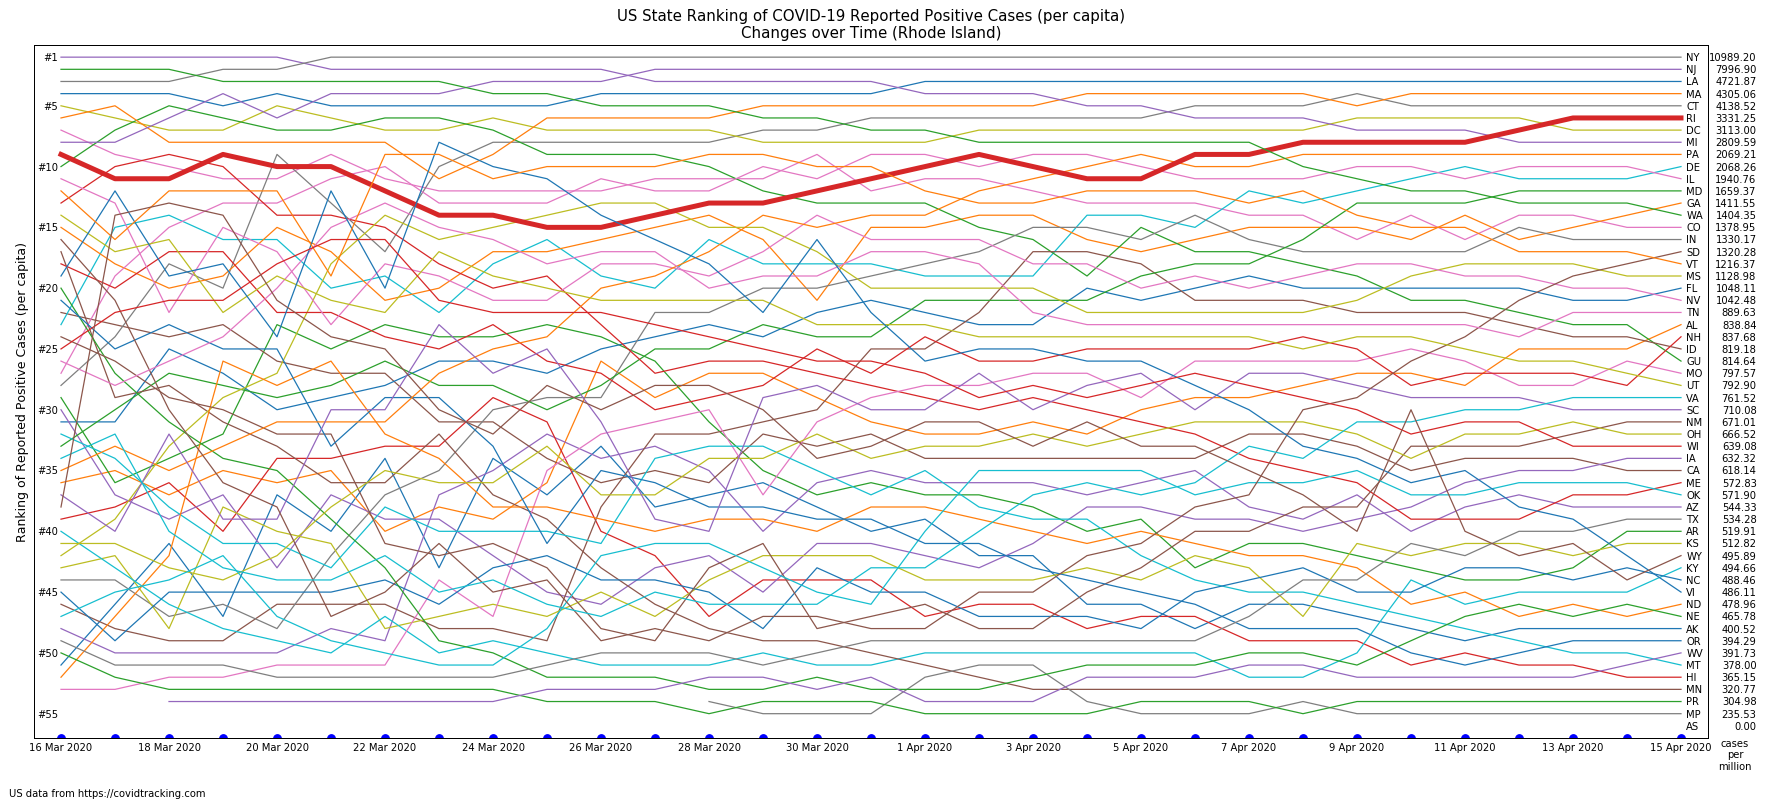 US State Ranking of COVID-19 Reported Positive Cases (per capita)
Changes over Time (Rhode Island)
Ranking of Reported Positive Cases (per capita)
#1
#5
#10
#15
#20
#25
#30
#35
#40
#45
#50
#55
NY 10989.20
NJ 7996.90
LA 4721.87
MA 4305.06
CT 4138.52
RI 3331.25
DC 3113.00
MI 2809.59
PA 2069.21
DE 2068.26
IL 1940.76
MD 1659.37
GA 1411.55
WA 1404.35
CO 1378.95
IN 1330.17
SD 1320.28
VT 1216.37
MS 1128.98
FL 1048.11
NV 1042.48
TN 889.63
AL 838.84
NH 837.68
ID 819.18
GU 814.64
MO 797.57
UT 792.90
VA 761.52
SC 710.08
NM 671.01
OH 666.52
WI 639.08
IA 632.32
CA 618.14
ME 572.83
OK 571.90
AZ 544.33
TX 534.28
AR 519.91
KS 512.82
WY 495.89
KY 494.66
NC 488.46
VI 486.11
ND 478.96
NE 465.78
AK 400.52
OR 394.29
WV 391.73
MT 378.00
HI 365.15
MN 320.77
PR 304.98
MP 235.53
AS 0.00
16 Mar 2020 18 Mar 2020 20 Mar 2020 22 Mar 2020 24 Mar 2020 26 Mar 2020 28 Mar 2020 30 Mar 2020 1 Apr 2020 3 Apr 2020 5 Apr 2020 7 Apr 2020 9 Apr 2020 11 Apr 2020 13 Apr 2020 15 Apr 2020
cases
per
million
US data from https://covidtracking.com